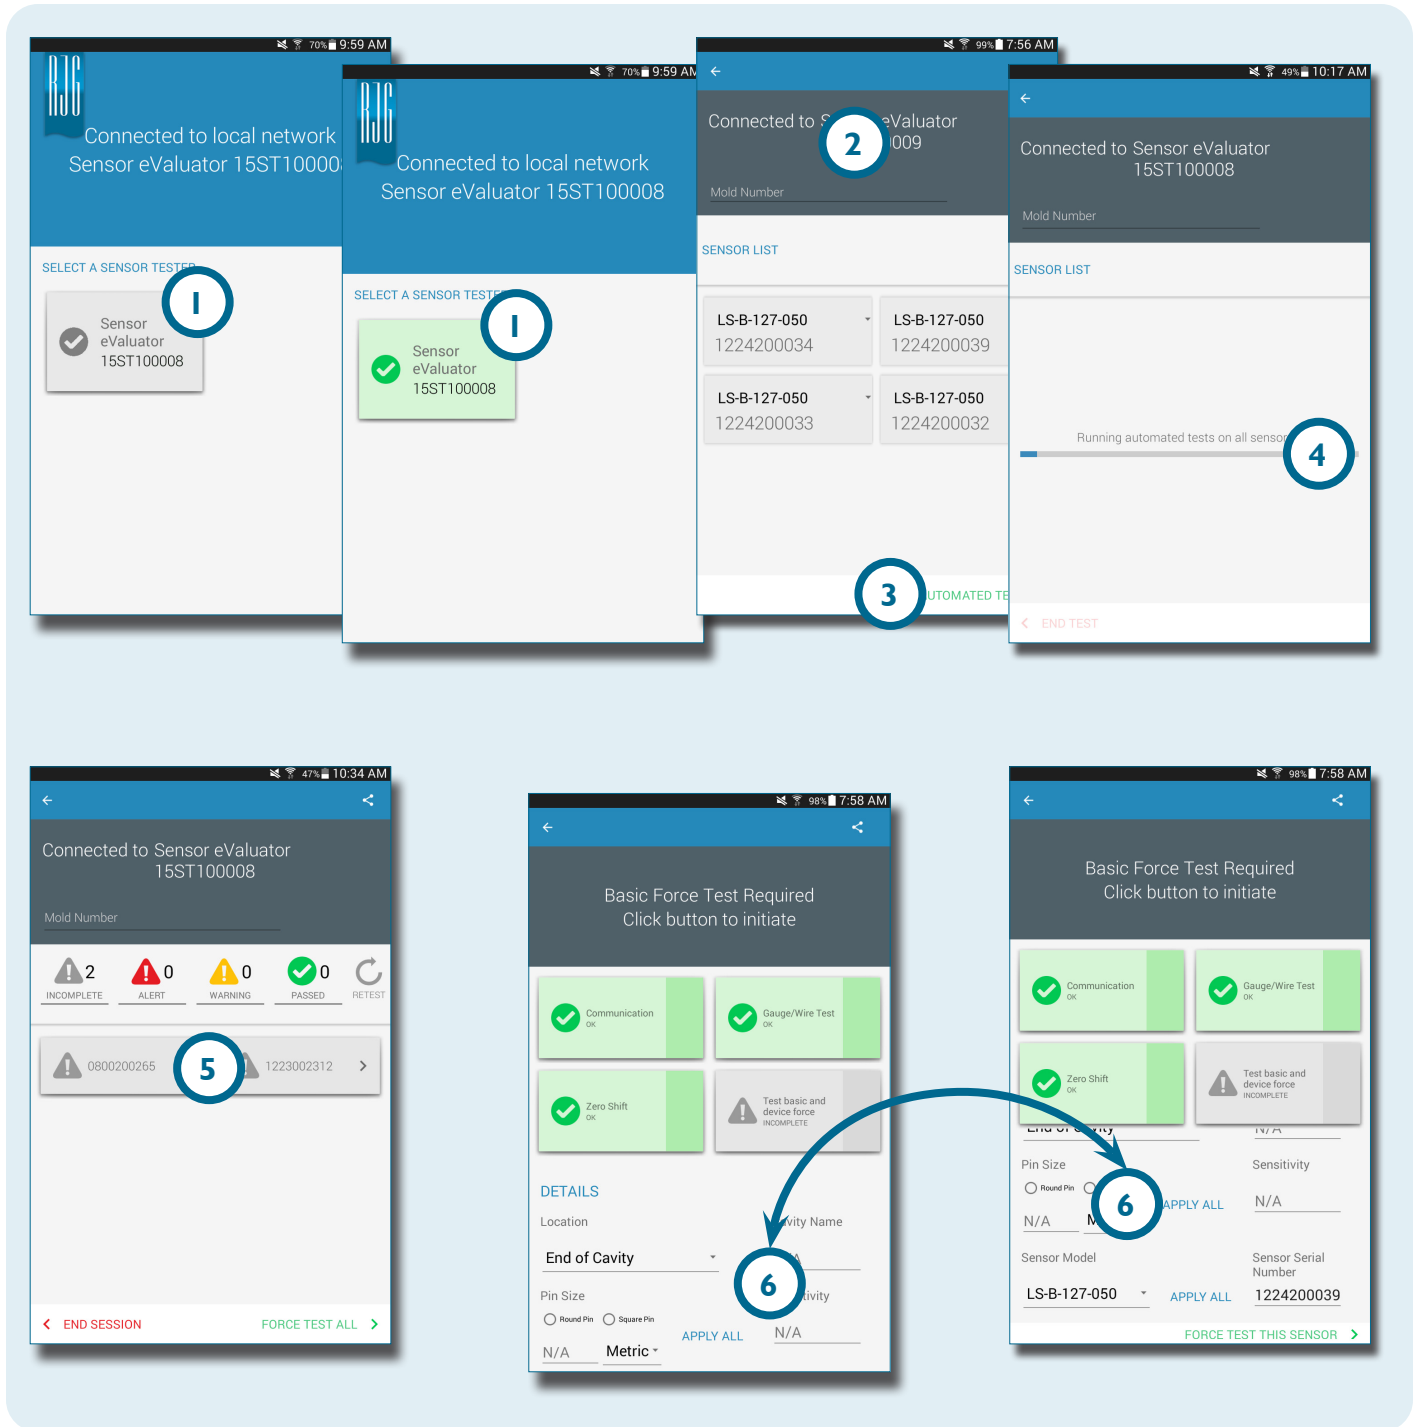 70% 9:59 AM
RJG
Connected to local network
Sensor eValuator 15ST100008
SELECT A SENSOR TESTER
1
Sensor
eValuator
15ST100008
70% 9:59 AM
RJG
Connected to local network
Sensor eValuator 15ST100008
SELECT A SENSOR TESTER
1
Sensor
eValuator
15ST100008
99% 7:56 AM
Connected to S eValuator
2
009
Mold Number
SENSOR LIST
LS-B-127-050
1224200034
LS-B-127-050
1224200039
LS-B-127-050
1224200033
LS-B-127-050
1224200032
3
UTOMATED TE
49% 10:17 AM
Connected to Sensor eValuator
15ST100008
Mold Number
SENSOR LIST
Running automated tests on all sensor
4
END TEST
47% 10:34 AM
Connected to Sensor eValuator
15ST100008
Mold Number
2 0 0 0
INCOMPLETE ALERT WARNING PASSED RETEST
0800200265 5 1223002312
END SESSION FORCE TEST ALL
98% 7:58 AM
Basic Force Test Required
Click button to initiate
Communication
OK
Gauge/Wire Test
OK
Zero Shift
OK
Test basic and
device force
INCOMPLETE
DETAILS
Location
vity Name
End of Cavity
6
Pin Size
tivity
Round Pin Square Pin
APPLY ALL
N/A Metric
N/A
98% 7:58 AM
Basic Force Test Required
Click button to initiate
Communication
OK
Gauge/Wire Test
OK
Zero Shift
OK
Test basic and
device force
INCOMPLETE
End of Cavity
N/A
Pin Size
Sensitivity
Round Pin
6
APPLY ALL
N/A M
N/A
Sensor Model
Sensor Serial
Number
LS-B-127-050 APPLY ALL 1224200039
FORCE TEST THIS SENSOR